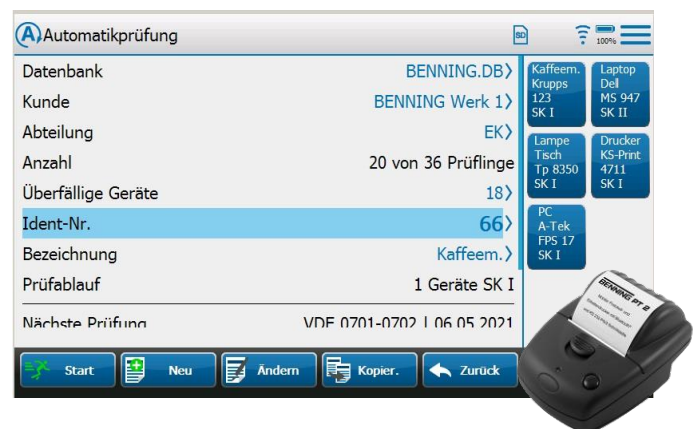 Automatikprüfung
SD
100%
Datenbank BENNING.DB
Kunde BENNING Werk 1
Abteilung EK
Anzahl 20 von 36 Prüflinge
Überfällige Geräte 18
Ident-Nr. 66
Bezeichnung Kaffeem.
Prüfablauf 1 Geräte SK I
Nächste Prüfung VDE 0701-0702 | 06.05.2021
Kaffeem.
Krupps
123
SK I
Laptop
Dell
MS 947
SK II
Lampe
Tisch
Tp 8350
SK I
Drucker
KS-Print
4711
SK I
PC
A-Tek
FPS 17
SK I
Start
Neu
Ändern
Kopier.
Zurück
BENNING PT 2